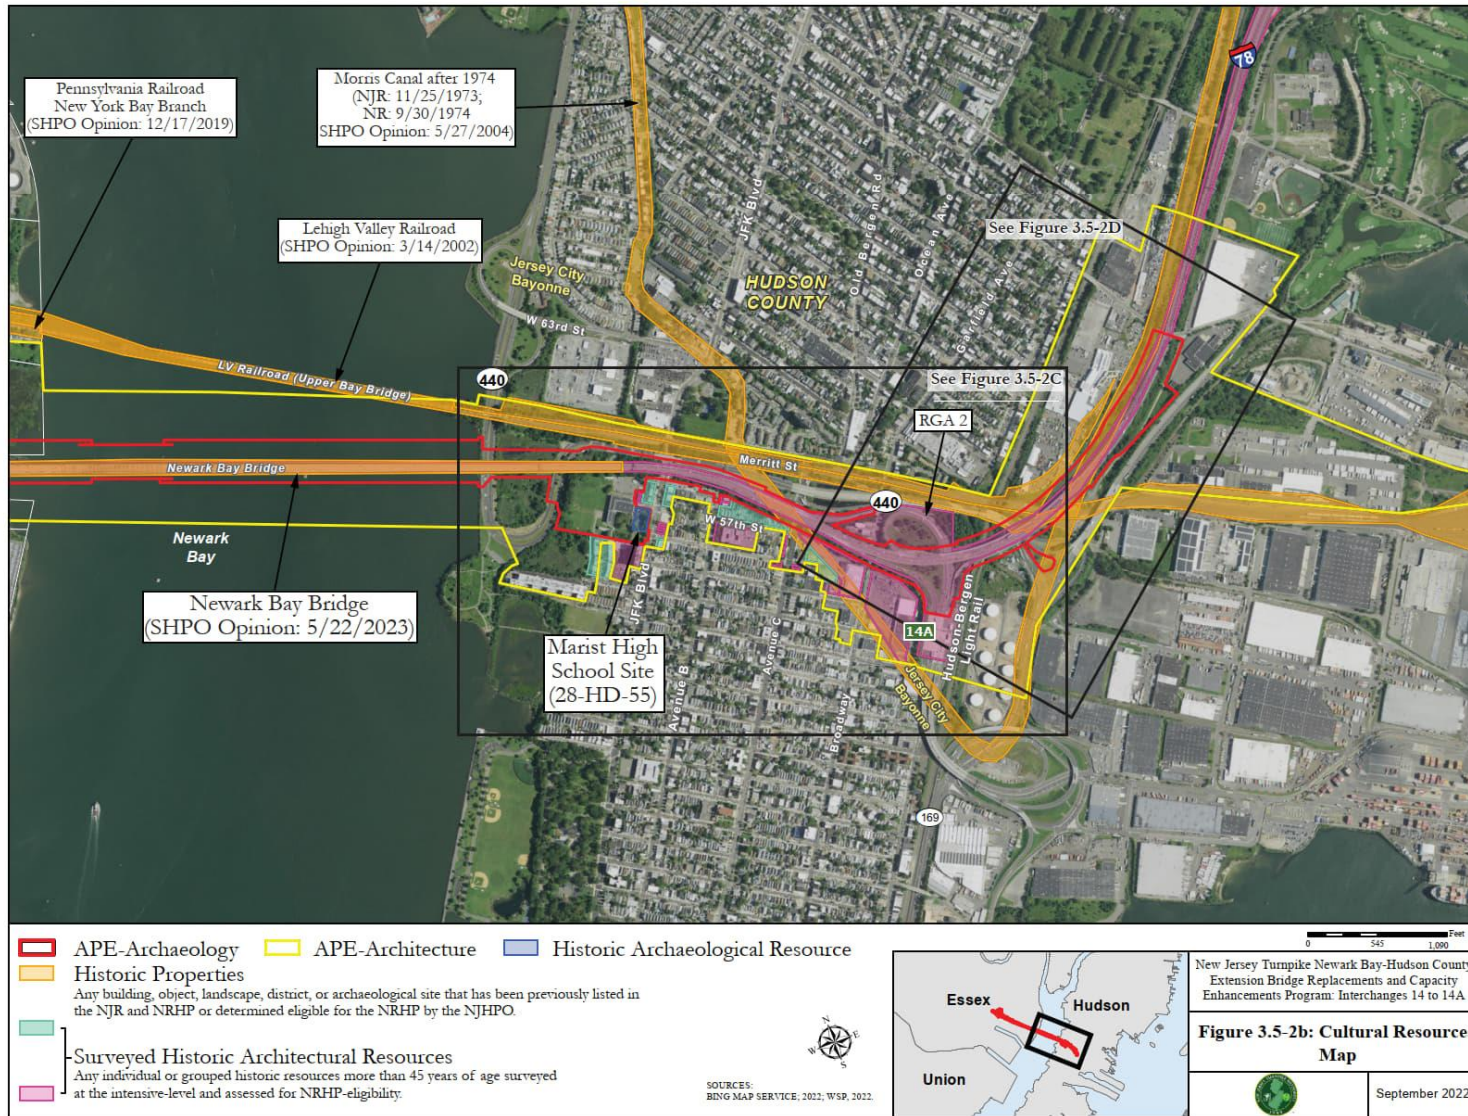 Pennsylvania Railroad
New York Bay Branch
(SHPO Opinion: 12/17/2019)
Morris Canal after 1974
(NJR: 11/25/1973;
NR: 9/30/1974
SHPO Opinion: 5/27/2004)
78
Lehigh Valley Railroad
(SHPO Opinion: 3/14/2002)
Jersey City
Bayonne
W 63rd St
JFK Blvd
HUDSON
COUNTY
Old Bergen Rd
Ocean Ave
Garfield Ave
See Figure 3.5-2D
LV Railroad (Upper Bay Bridge)
440
See Figure 3.5-2C
RGA 2
Newark Bay Bridge
Merritt St
440
W 57th St
Newark
Bay
Newark Bay Bridge
(SHPO Opinion: 5/22/2023)
JFK Blvd
Marist High
School Site
(28-HD-55)
Avenue B
Avenue C
Broadway
14A
Hudson-Bergen
Light Rail
Jersey City
Bayonne
169
APE-Archaeology
APE-Architecture
Historic Archaeological Resource
Historic Properties
Any building, object, landscape, district, or archaeological site that has been previously listed in
the NJR and NRHP or determined eligible for the NRHP by the NJHPO.
Surveyed Historic Architectural Resources
Any individual or grouped historic resources more than 45 years of age surveyed
at the intensive-level and assessed for NRHP-eligibility.
N
E
S
W
SOURCES:
BING MAP SERVICE; 2022; WSP, 2022.
Essex
Hudson
Union
Feet
0 545 1,090
New Jersey Turnpike Newark Bay-Hudson County
Extension Bridge Replacements and Capacity
Enhancements Program: Interchanges 14 to 14A
Figure 3.5-2b: Cultural Resource
Map
September 2022